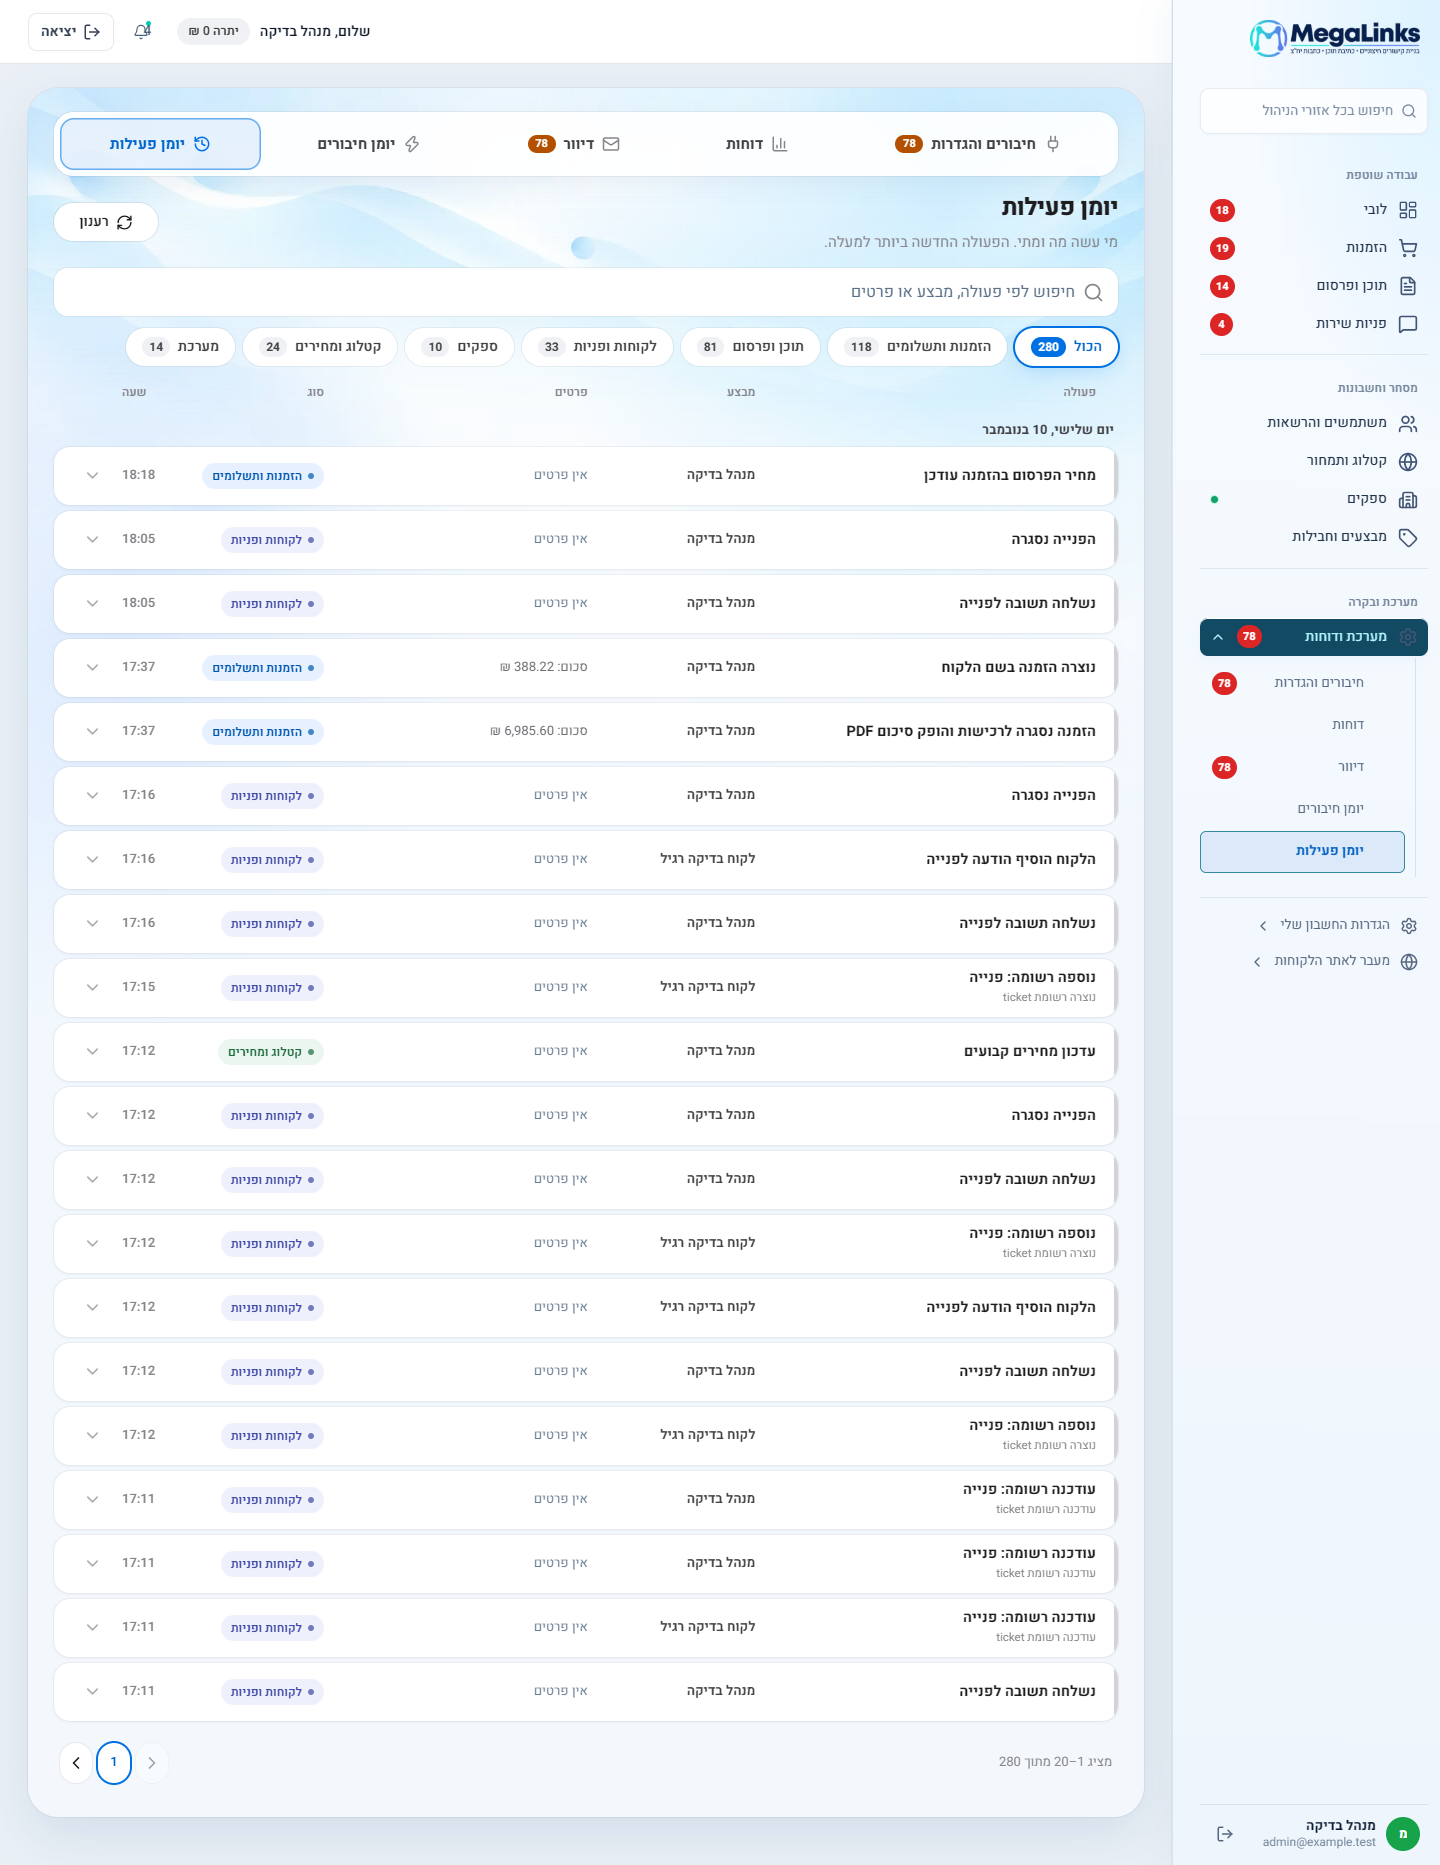 MegaLinks
בניית קישורים חיצוניים • כתיבת תוכן • כתבות יח"צ
חיפוש בכל אזורי הניהול
עבודה שוטפת
לובי 18
הזמנות 19
תוכן ופרסום 14
פניות שירות 4
מסחר וחשבונות
משתמשים והרשאות
קטלוג ותמחור
ספקים
מבצעים וחבילות
מערכת ובקרה
מערכת ודוחות 78
חיבורים והגדרות 78
דוחות
דיוור 78
יומן חיבורים
יומן פעילות
הגדרות החשבון שלי
מעבר לאתר הלקוחות
מ
מנהל בדיקה
admin@example.test
שלום, מנהל בדיקה
יתרה 0 ₪
4
יציאה
חיבורים והגדרות 78
דוחות
דיוור 78
יומן חיבורים
יומן פעילות
יומן פעילות
מי עשה מה ומתי. הפעולה החדשה ביותר למעלה.
רענון
חיפוש לפי פעולה, מבצע או פרטים
הכול 280
הזמנות ותשלומים 118
תוכן ופרסום 81
לקוחות ופניות 33
ספקים 10
קטלוג ומחירים 24
מערכת 14
פעולה מבצע פרטים סוג שעה
יום שלישי, 10 בנובמבר
מחיר הפרסום בהזמנה עודכן מנהל בדיקה אין פרטים הזמנות ותשלומים 18:18
הפנייה נסגרה מנהל בדיקה אין פרטים לקוחות ופניות 18:05
נשלחה תשובה לפנייה מנהל בדיקה אין פרטים לקוחות ופניות 18:05
נוצרה הזמנה בשם הלקוח מנהל בדיקה סכום: 388.22 ₪ הזמנות ותשלומים 17:37
הזמנה נסגרה לרכישות והופק סיכום PDF מנהל בדיקה סכום: 6,985.60 ₪ הזמנות ותשלומים 17:37
הפנייה נסגרה מנהל בדיקה אין פרטים לקוחות ופניות 17:16
הלקוח הוסיף הודעה לפנייה לקוח בדיקה רגיל אין פרטים לקוחות ופניות 17:16
נשלחה תשובה לפנייה מנהל בדיקה אין פרטים לקוחות ופניות 17:16
נוספה רשומה: פנייה לקוח בדיקה רגיל אין פרטים לקוחות ופניות 17:15
נוצרה רשומת ticket
עדכון מחירים קבועים מנהל בדיקה אין פרטים קטלוג ומחירים 17:12
הפנייה נסגרה מנהל בדיקה אין פרטים לקוחות ופניות 17:12
נשלחה תשובה לפנייה מנהל בדיקה אין פרטים לקוחות ופניות 17:12
נוספה רשומה: פנייה לקוח בדיקה רגיל אין פרטים לקוחות ופניות 17:12
נוצרה רשומת ticket
הלקוח הוסיף הודעה לפנייה לקוח בדיקה רגיל אין פרטים לקוחות ופניות 17:12
נשלחה תשובה לפנייה מנהל בדיקה אין פרטים לקוחות ופניות 17:12
נוספה רשומה: פנייה לקוח בדיקה רגיל אין פרטים לקוחות ופניות 17:12
נוצרה רשומת ticket
עודכנה רשומה: פנייה מנהל בדיקה אין פרטים לקוחות ופניות 17:11
עודכנה רשומת ticket
עודכנה רשומה: פנייה מנהל בדיקה אין פרטים לקוחות ופניות 17:11
עודכנה רשומת ticket
עודכנה רשומה: פנייה לקוח בדיקה רגיל אין פרטים לקוחות ופניות 17:11
עודכנה רשומת ticket
נשלחה תשובה לפנייה מנהל בדיקה אין פרטים לקוחות ופניות 17:11
מציג 1–20 מתוך 280
1